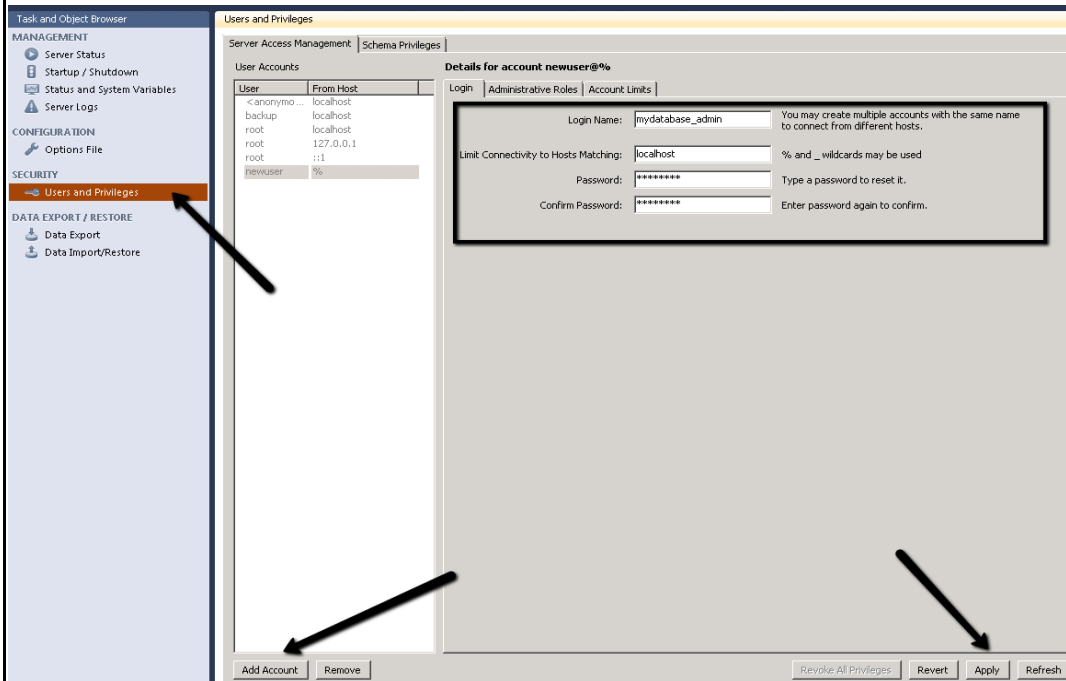 Task and Object Browser
MANAGEMENT
Server Status
Startup / Shutdown
Status and System Variables
Server Logs
CONFIGURATION
Options File
SECURITY
Users and Privileges
DATA EXPORT / RESTORE
Data Export
Data Import/Restore
Users and Privileges
Server Access Management Schema Privileges
User Accounts
User From Host
<anonymo... localhost
backup localhost
root localhost
root 127.0.0.1
root ::1
newuser %
Add Account Remove
Details for account newuser@%
Login Administrative Roles Account Limits
Login Name: mydatabase_admin You may create multiple accounts with the same name
to connect from different hosts.
Limit Connectivity to Hosts Matching: localhost % and _ wildcards may be used
Password: ******** Type a password to reset it.
Confirm Password: ******** Enter password again to confirm.
Revoke All Privileges Revert Apply Refresh